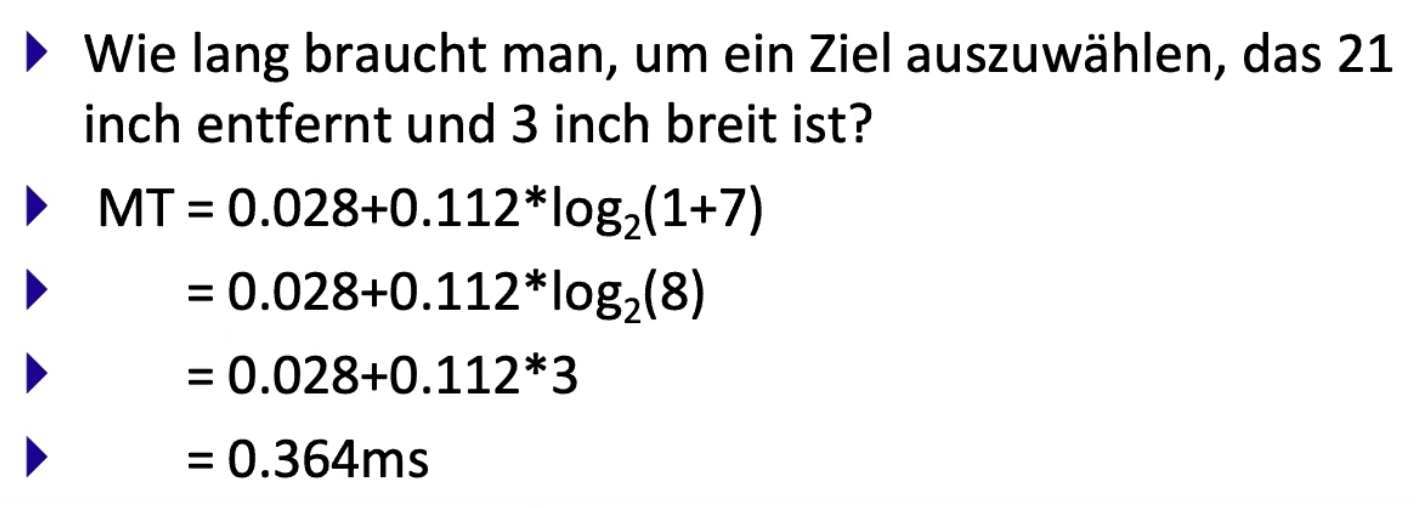 Wie lang braucht man, um ein Ziel auszuwählen, das 21
inch entfernt und 3 inch breit ist?
MT = 0.028+0.112*log₂(1+7)
= 0.028+0.112*log₂(8)
= 0.028+0.112*3
= 0.364ms